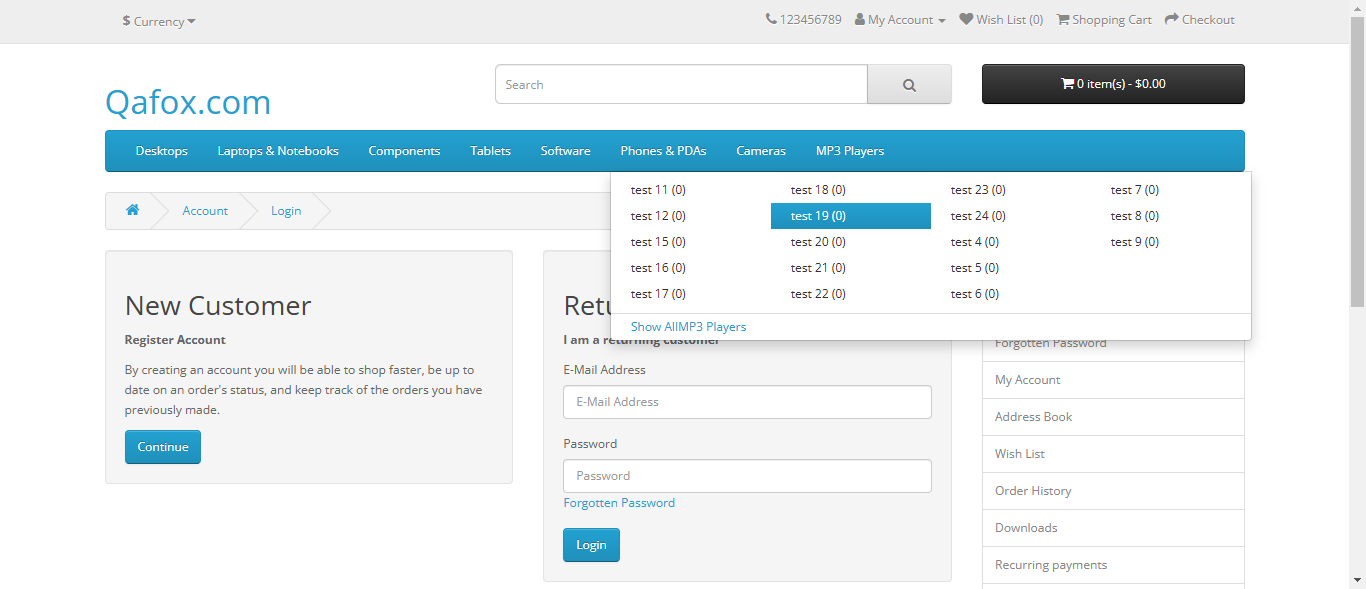 $ Currency
123456789 My Account Wish List (0) Shopping Cart Checkout
Qafox.com
Search
0 item(s) - $0.00
Desktops Laptops & Notebooks Components Tablets Software Phones & PDAs Cameras MP3 Players
test 11 (0) test 18 (0) test 23 (0) test 7 (0)
test 12 (0) test 19 (0) test 24 (0) test 8 (0)
test 15 (0) test 20 (0) test 4 (0) test 9 (0)
test 16 (0) test 21 (0) test 5 (0)
test 17 (0) test 22 (0) test 6 (0)
Show AllMP3 Players
Account Login
New Customer
Register Account
By creating an account you will be able to shop faster, be up to
date on an order's status, and keep track of the orders you have
previously made.
Continue
I am a returning customer
E-Mail Address
E-Mail Address
Password
Password
Forgotten Password
Login
Forgotten Password
My Account
Address Book
Wish List
Order History
Downloads
Recurring payments